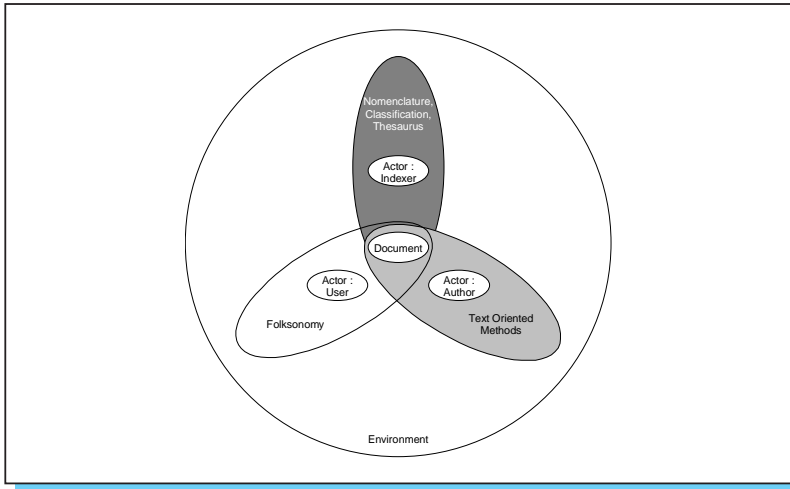 Nomenclature,
Classification,
Thesaurus
Actor :
Indexer
Document
Actor :
User
Actor :
Author
Folksonomy
Text Oriented
Methods
Environment